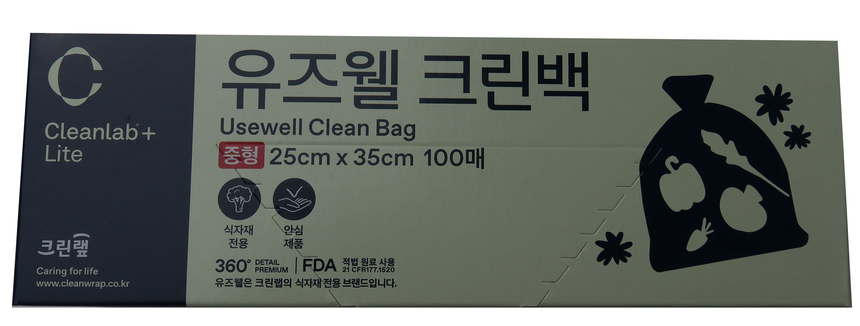 Cleanlab+
Lite
크린랲
Caring for life
www.cleanwrap.co.kr
유즈웰 크린백
Usewell Clean Bag
중형 25cm x 35cm 100매
식자재
전용
안심
제품
360° DETAIL
PREMIUM
FDA 적법 원료 사용
21 CFR177.1520
유즈웰은 크린랩의 식자재 전용 브랜드입니다.